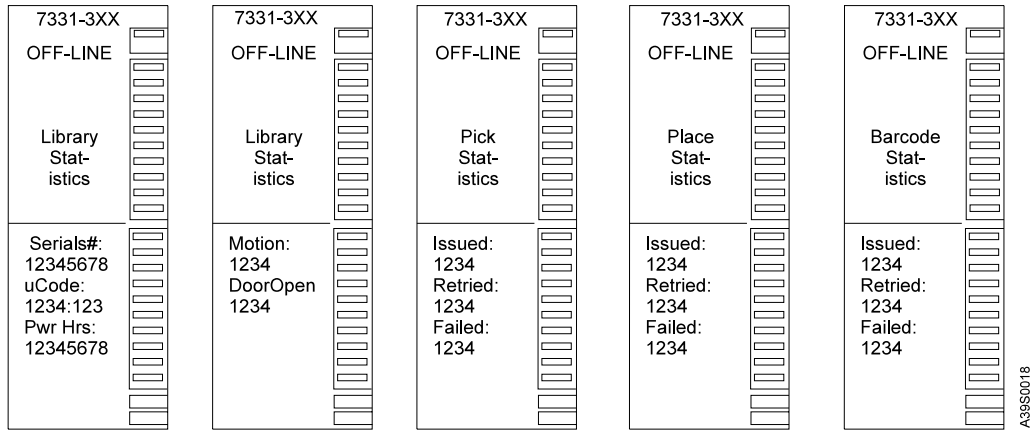 7331-3XX
OFF-LINE
Library
Stat-
istics
Serials#:
12345678
uCode:
1234:123
Pwr Hrs:
12345678
7331-3XX
OFF-LINE
Library
Stat-
istics
Motion:
1234
DoorOpen
1234
7331-3XX
OFF-LINE
Pick
Stat-
istics
Issued:
1234
Retried:
1234
Failed:
1234
7331-3XX
OFF-LINE
Place
Stat-
istics
Issued:
1234
Retried:
1234
Failed:
1234
7331-3XX
OFF-LINE
Barcode
Stat-
istics
Issued:
1234
Retried:
1234
Failed:
1234
A39S0018